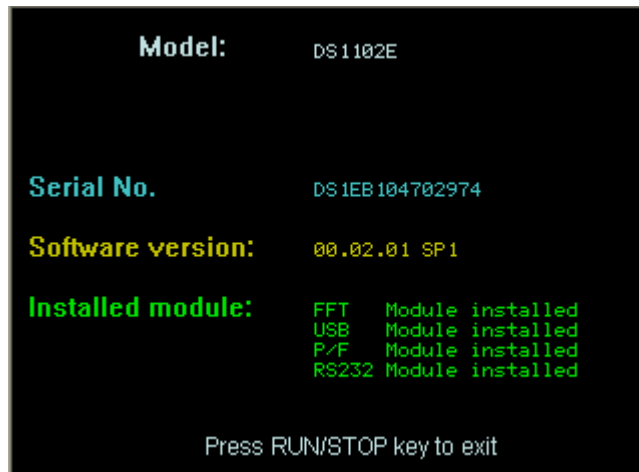 Model: DS1102E
Serial No. DS1EB104702974
Software version: 00.02.01 SP1
Installed module: FFT Module installed
USB Module installed
P/F Module installed
RS232 Module installed
Press RUN/STOP key to exit